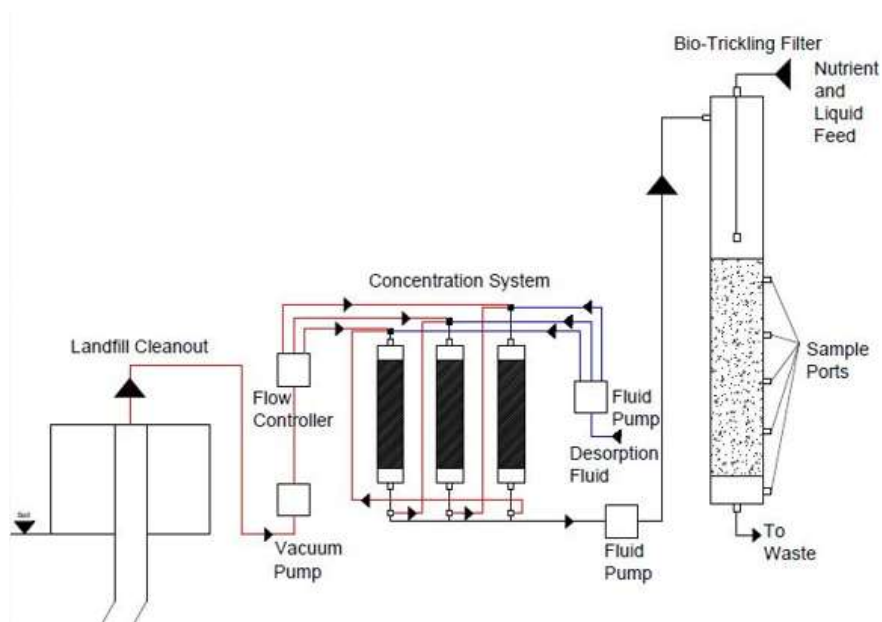 Bio-Trickling Filter
Nutrient
and
Liquid
Feed
Concentration System
Landfill Cleanout
Flow
Controller
Fluid
Pump
Desorption
Fluid
Sample
Ports
Vacuum
Pump
Fluid
Pump
To
Waste